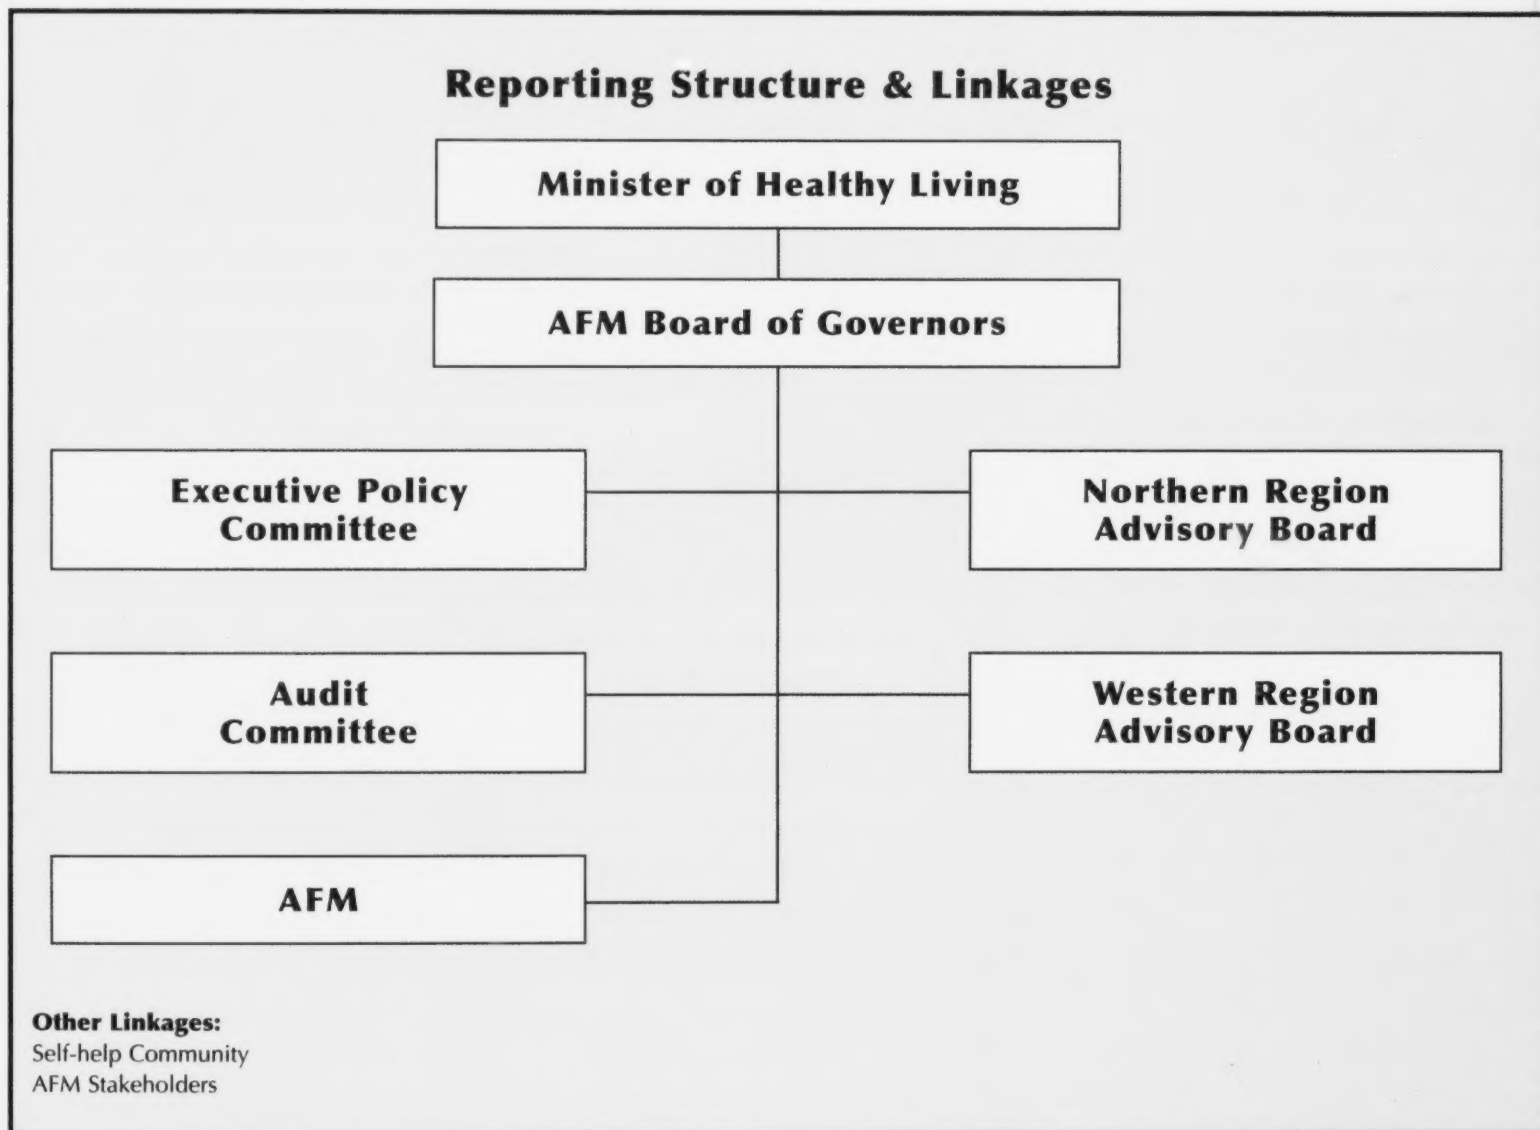 Reporting Structure & Linkages
Minister of Healthy Living
AFM Board of Governors
Executive Policy
Committee
Northern Region
Advisory Board
Audit
Committee
Western Region
Advisory Board
AFM
Other Linkages:
Self-help Community
AFM Stakeholders